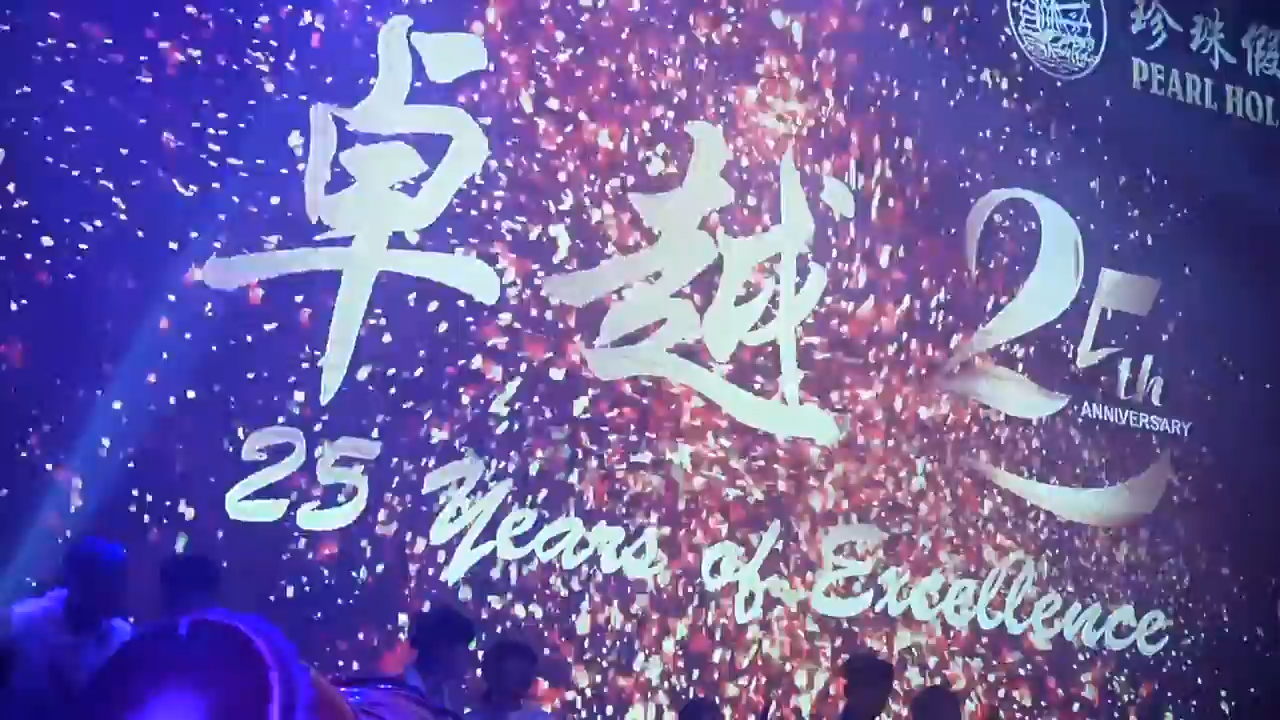 珍珠假
PEARL HOL
卓越
25th
ANNIVERSARY
25 Years of Excellence